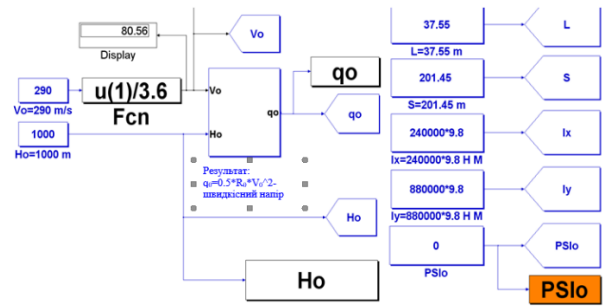 80.56
Display
Vo
290
Vo=290 m/s
u(1)/3.6
Fcn
1000
Ho=1000 m
Vo
Ho
qo
qo
qo
Результат:
q₀=0.5*R₀*V₀^2-
швидкісний напір
Ho
Ho
37.55
L=37.55 m
L
201.45
S=201.45 m
S
240000*9.8
Ix=240000*9.8 H M
Ix
880000*9.8
Iy=880000*9.8 H M
Iy
0
PSIo
PSIo
PSIo